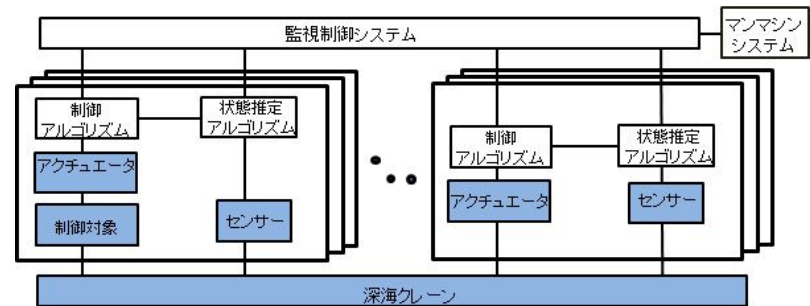 監視制御システム
マンマシン
システム
制御
アルゴリズム
状態推定
アルゴリズム
アクチュエータ
制御対象
センサー
制御
アルゴリズム
状態推定
アルゴリズム
アクチュエータ
センサー
深海クレーン